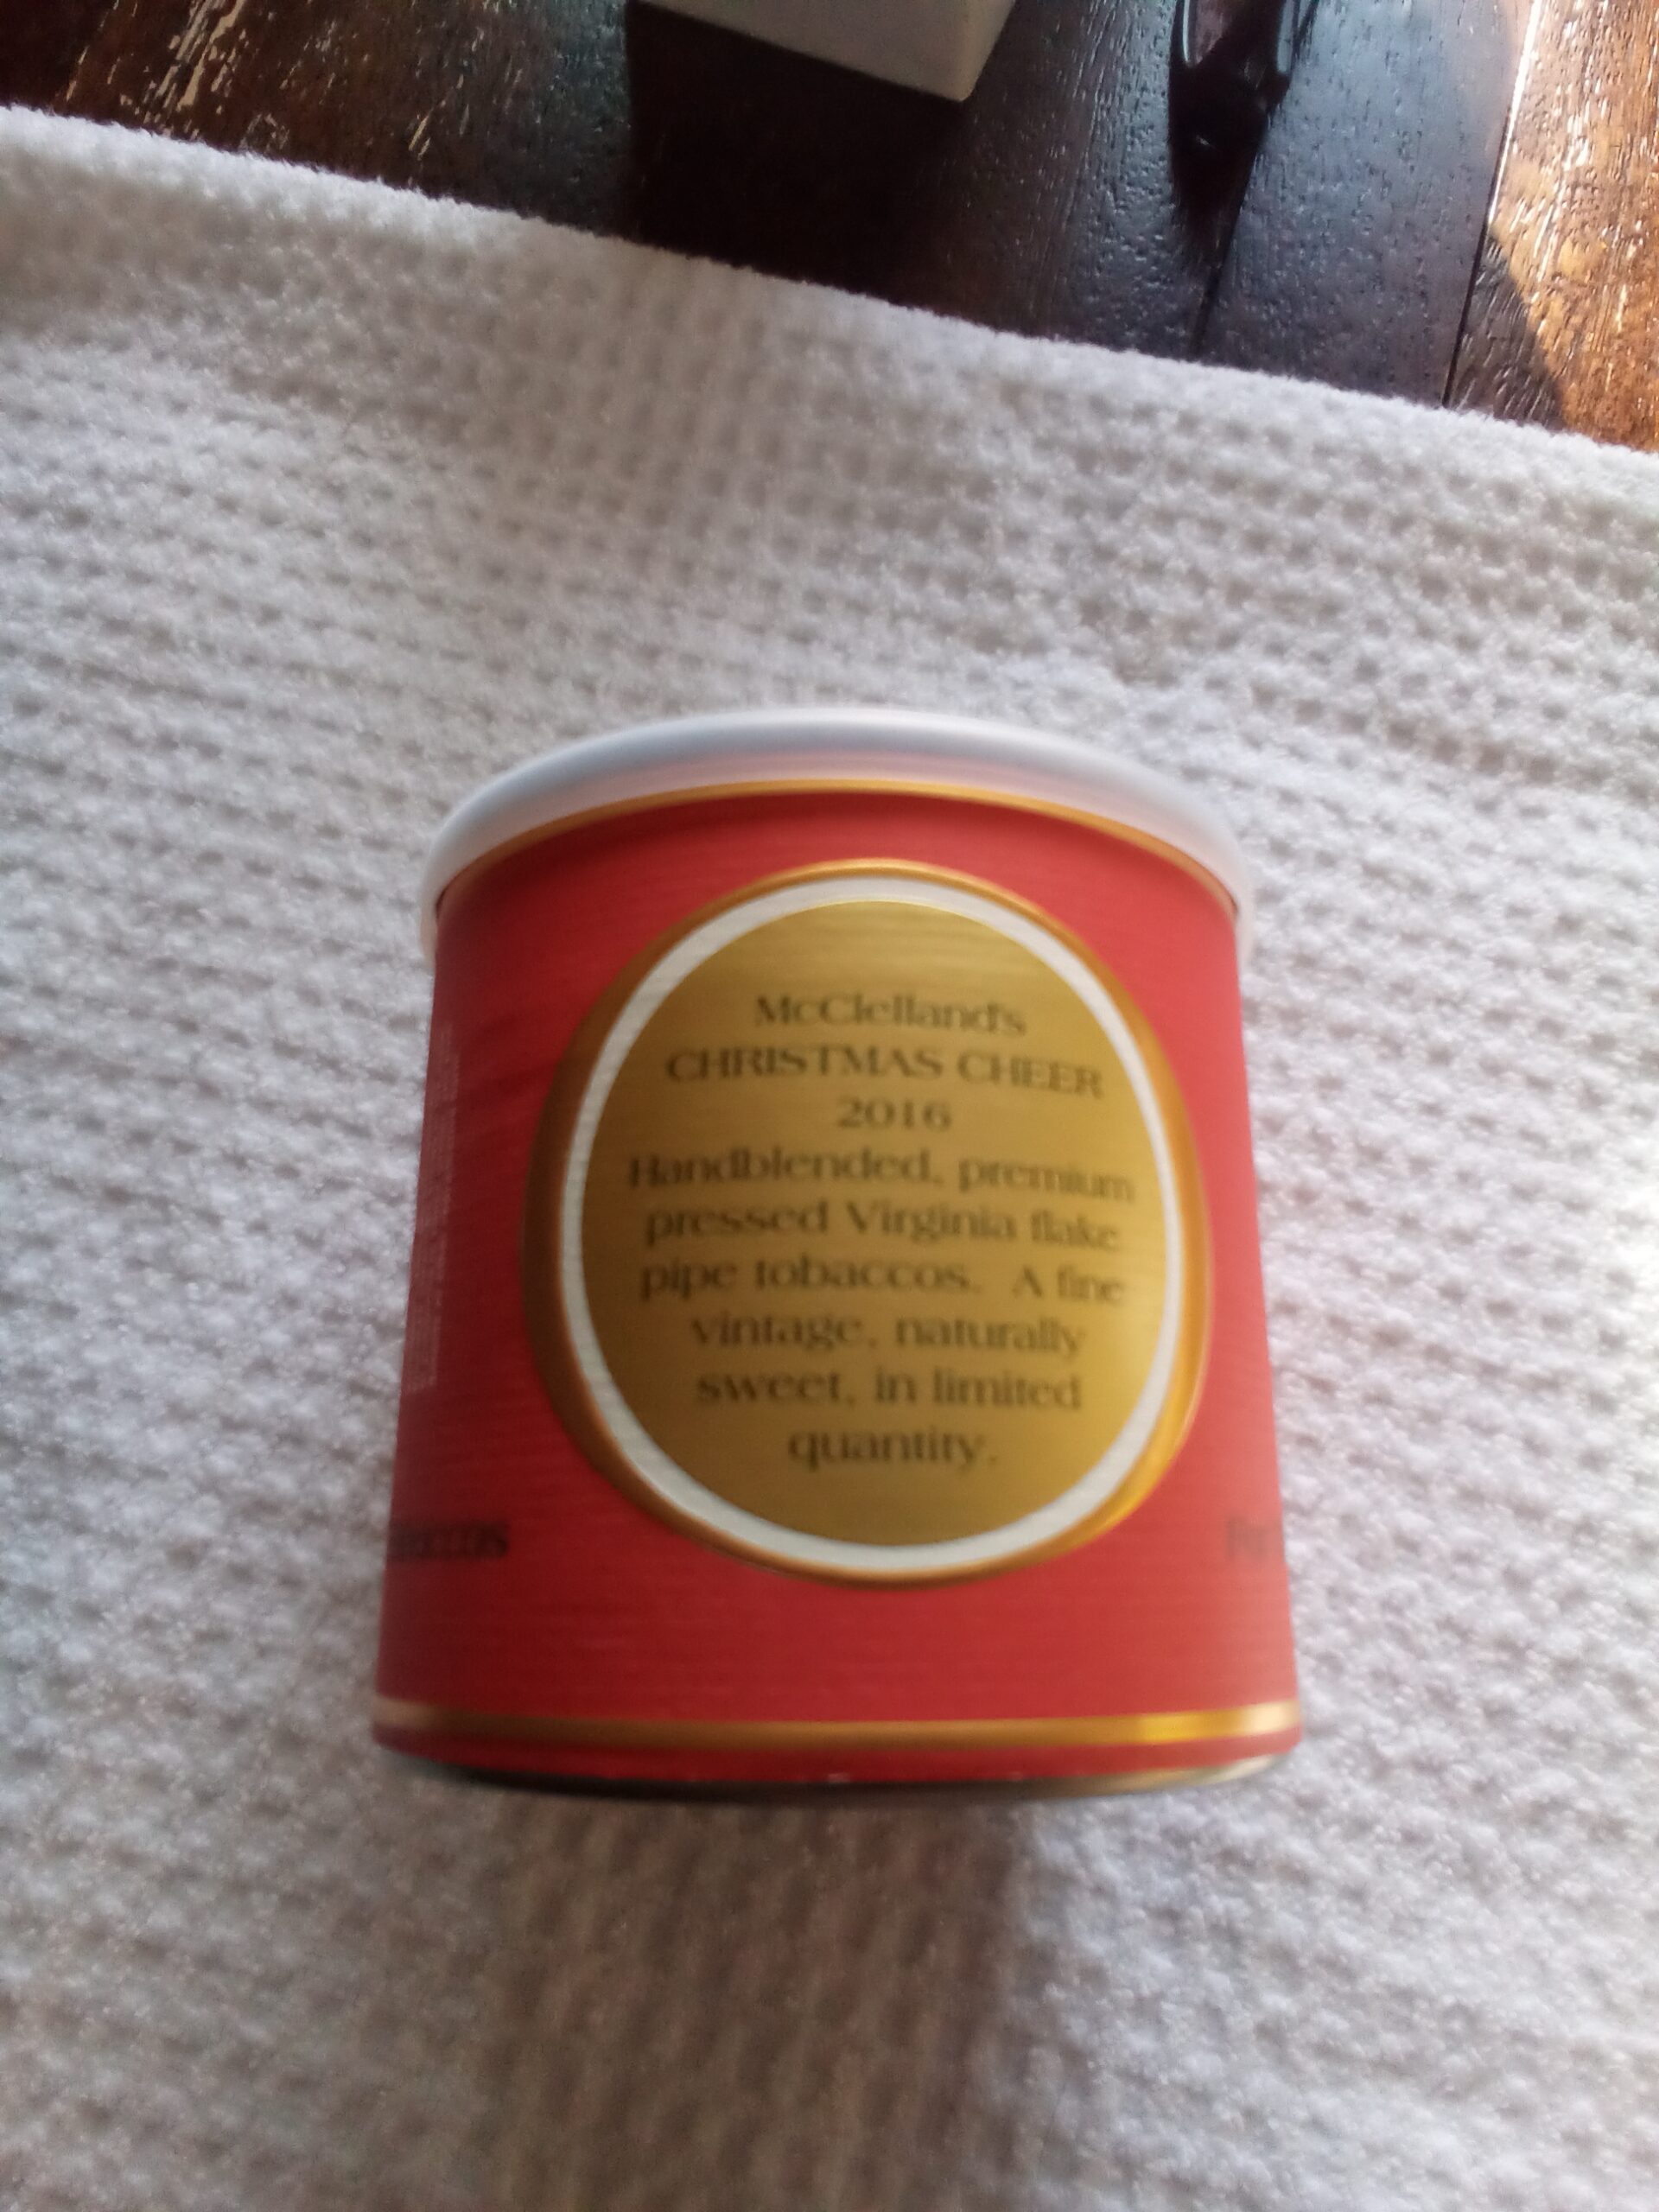 McClelland's
CHRISTMAS CHEER
2016
Handblended, premium
pressed Virginia flake
pipe tobaccos. A fine
vintage, naturally
sweet, in limited
quantity.